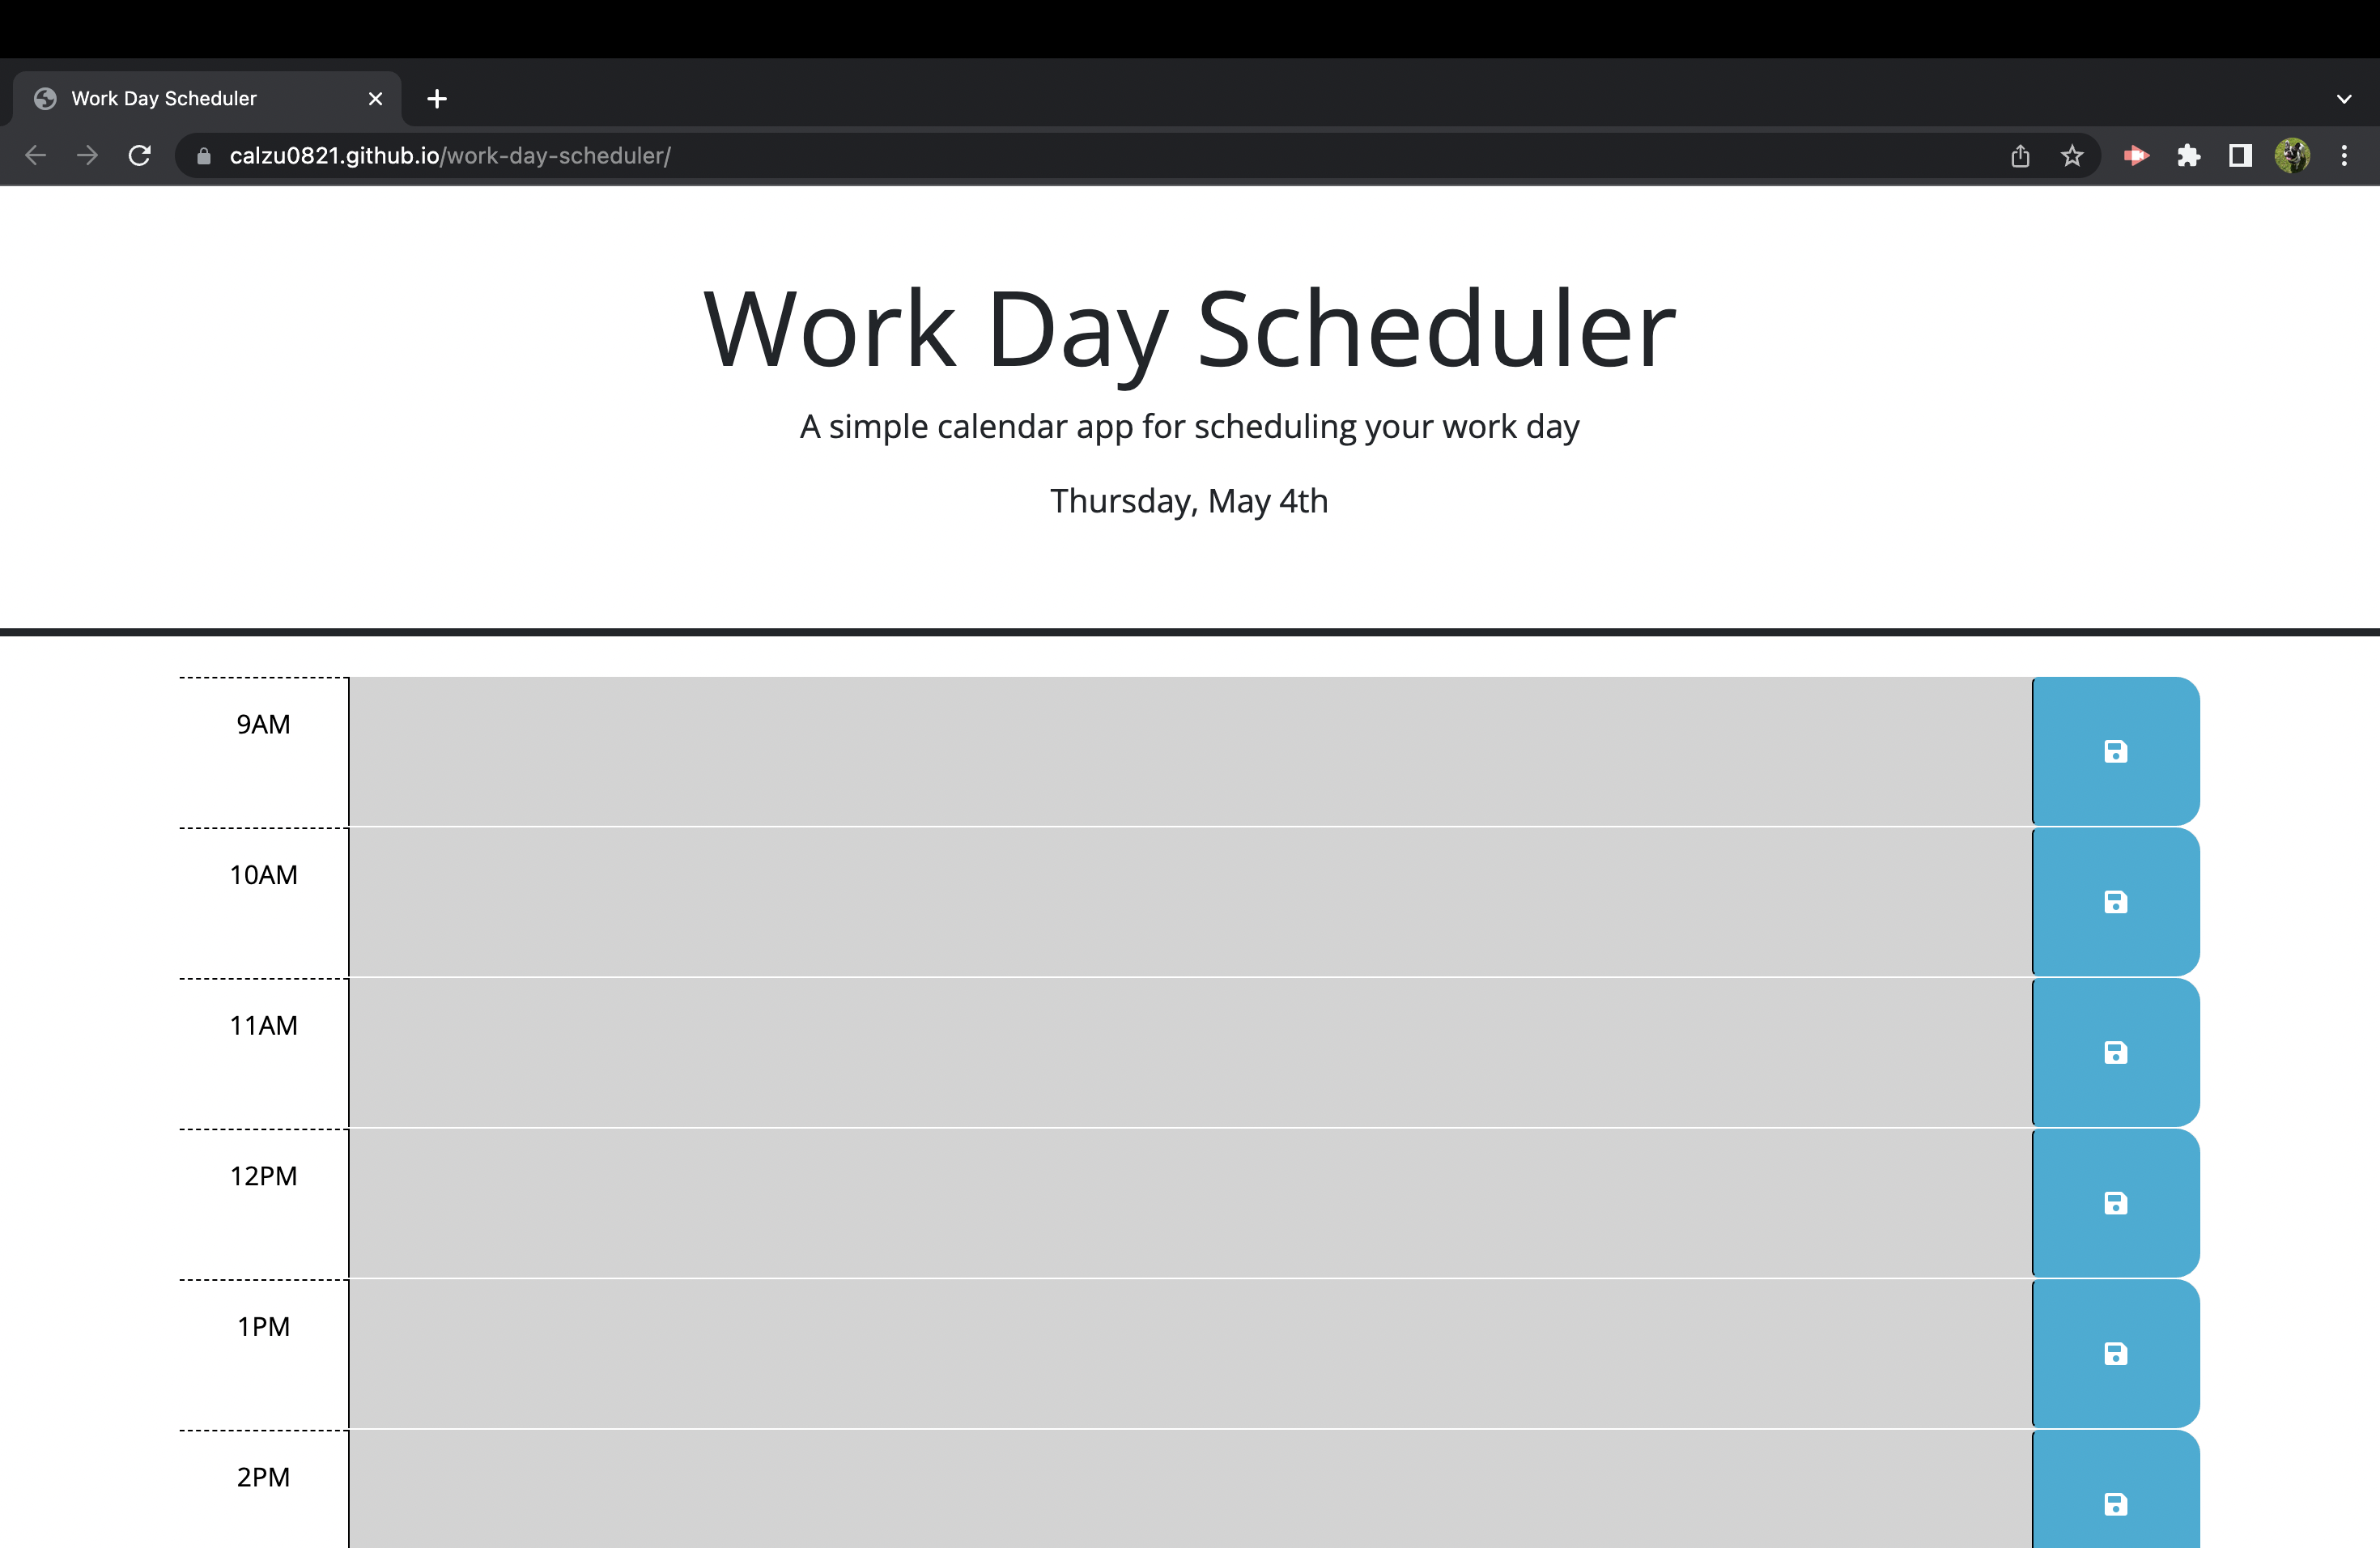 Work Day Scheduler
calzu0821.github.io/work-day-scheduler/
Work Day Scheduler
A simple calendar app for scheduling your work day
Thursday, May 4th
9AM
10AM
11AM
12PM
1PM
2PM